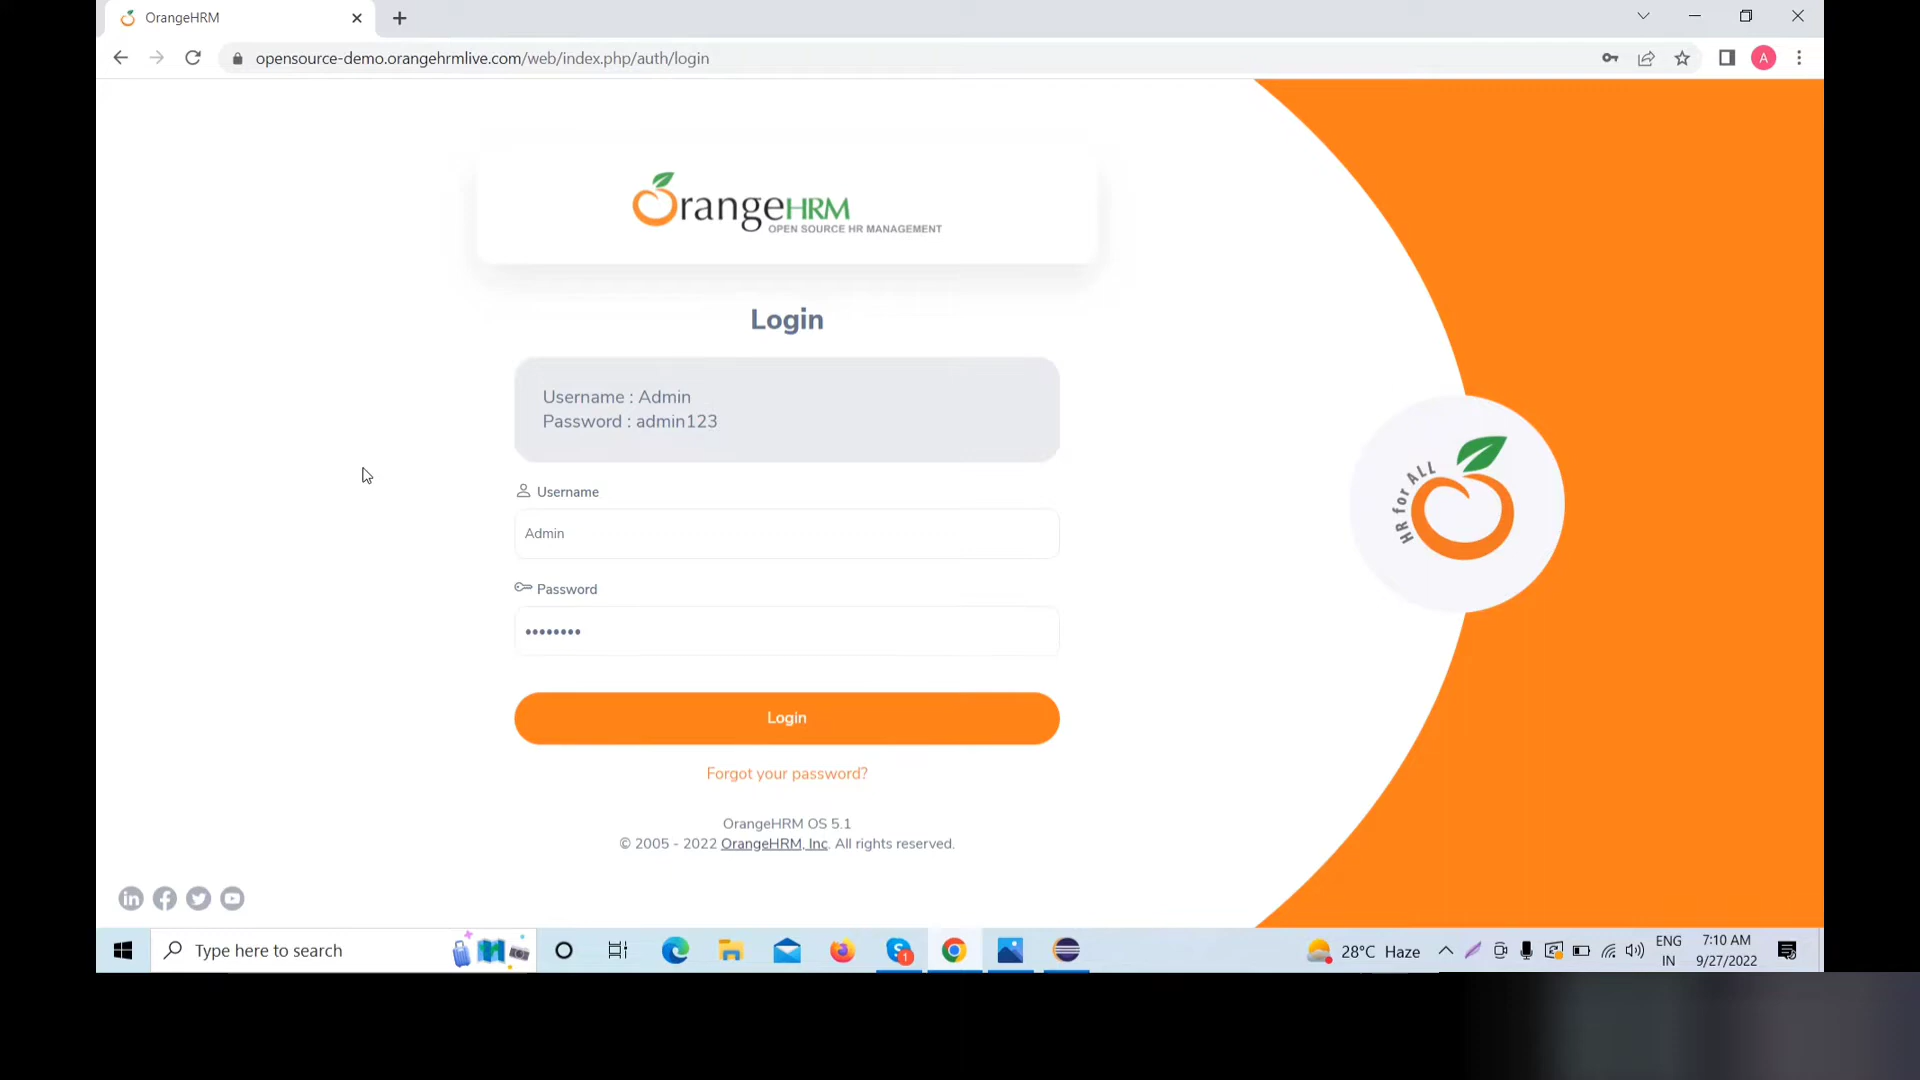 OrangeHRM
opensource-demo.orangehrmlive.com/web/index.php/auth/login
A
OrangeHRM
OPEN SOURCE HR MANAGEMENT
Login
Username : Admin
Password : admin123
Username
Admin
Password
••••••••
Login
Forgot your password?
OrangeHRM OS 5.1
© 2005 - 2022 OrangeHRM, Inc. All rights reserved.
HR for ALL
Type here to search
1
28°C Haze
ENG
IN
7:10 AM
9/27/2022